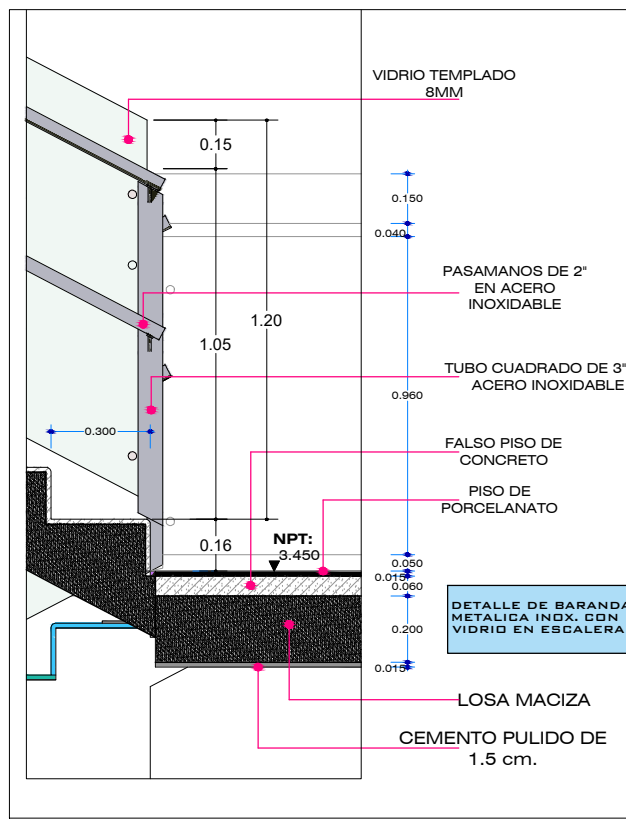 VIDRIO TEMPLADO
8MM
0.15
0.150
0.040
PASAMANOS DE 2"
EN ACERO
INOXIDABLE
1.20
1.05
TUBO CUADRADO DE 3"
ACERO INOXIDABLE
0.960
0.300
FALSO PISO DE
CONCRETO
PISO DE
PORCELANATO
NPT:
3.450
0.16
0.050
0.015
0.060
DETALLE DE BARANDA
METALICA INOX. CON
VIDRIO EN ESCALERA
0.200
0.015
LOSA MACIZA
CEMENTO PULIDO DE
1.5 cm.